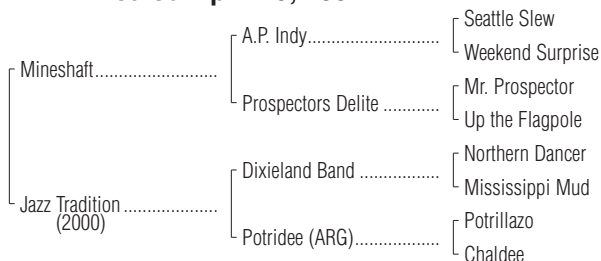 Seattle Slew
A.P. Indy
Weekend Surprise
Mineshaft
Mr. Prospector
Prospectors Delite
Up the Flagpole
Northern Dancer
Dixieland Band
Mississippi Mud
Jazz Tradition
(2000)
Potrillazo
Potridee (ARG)
Chaldee